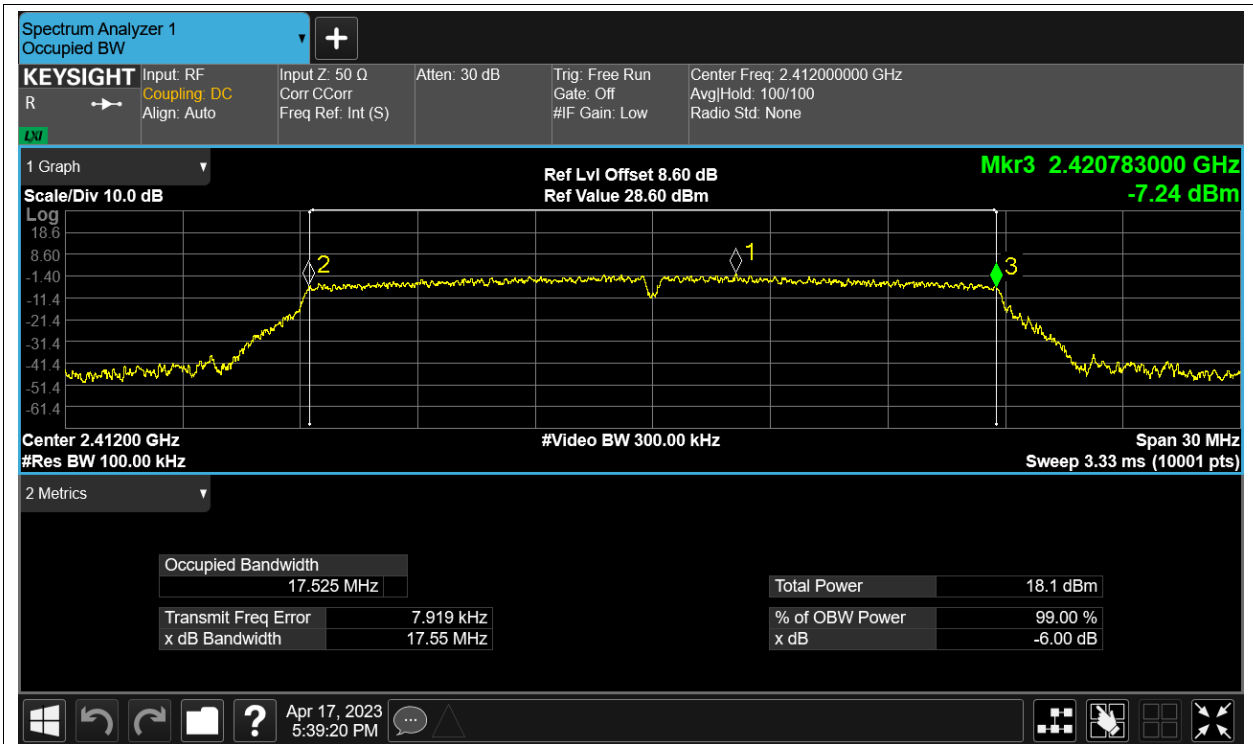 Spectrum Analyzer 1
Occupied BW
KEYSIGHT
R
LXI
Input: RF
Coupling: DC
Align: Auto
Input Z: 50 Ω
Corr CCorr
Freq Ref: Int (S)
Atten: 30 dB
Trig: Free Run
Gate: Off
#IF Gain: Low
Center Freq: 2.412000000 GHz
Avg|Hold: 100/100
Radio Std: None
1 Graph
Scale/Div 10.0 dB
Ref Lvl Offset 8.60 dB
Ref Value 28.60 dBm
Mkr3 2.420783000 GHz
-7.24 dBm
Log
18.6
8.60
-1.40
-11.4
-21.4
-31.4
-41.4
-51.4
-61.4
2
1
3
Center 2.41200 GHz
#Res BW 100.00 kHz
#Video BW 300.00 kHz
Span 30 MHz
Sweep 3.33 ms (10001 pts)
2 Metrics
Occupied Bandwidth
17.525 MHz
Transmit Freq Error 7.919 kHz
x dB Bandwidth 17.55 MHz
Total Power 18.1 dBm
% of OBW Power 99.00 %
x dB -6.00 dB
?
Apr 17, 2023
5:39:20 PM